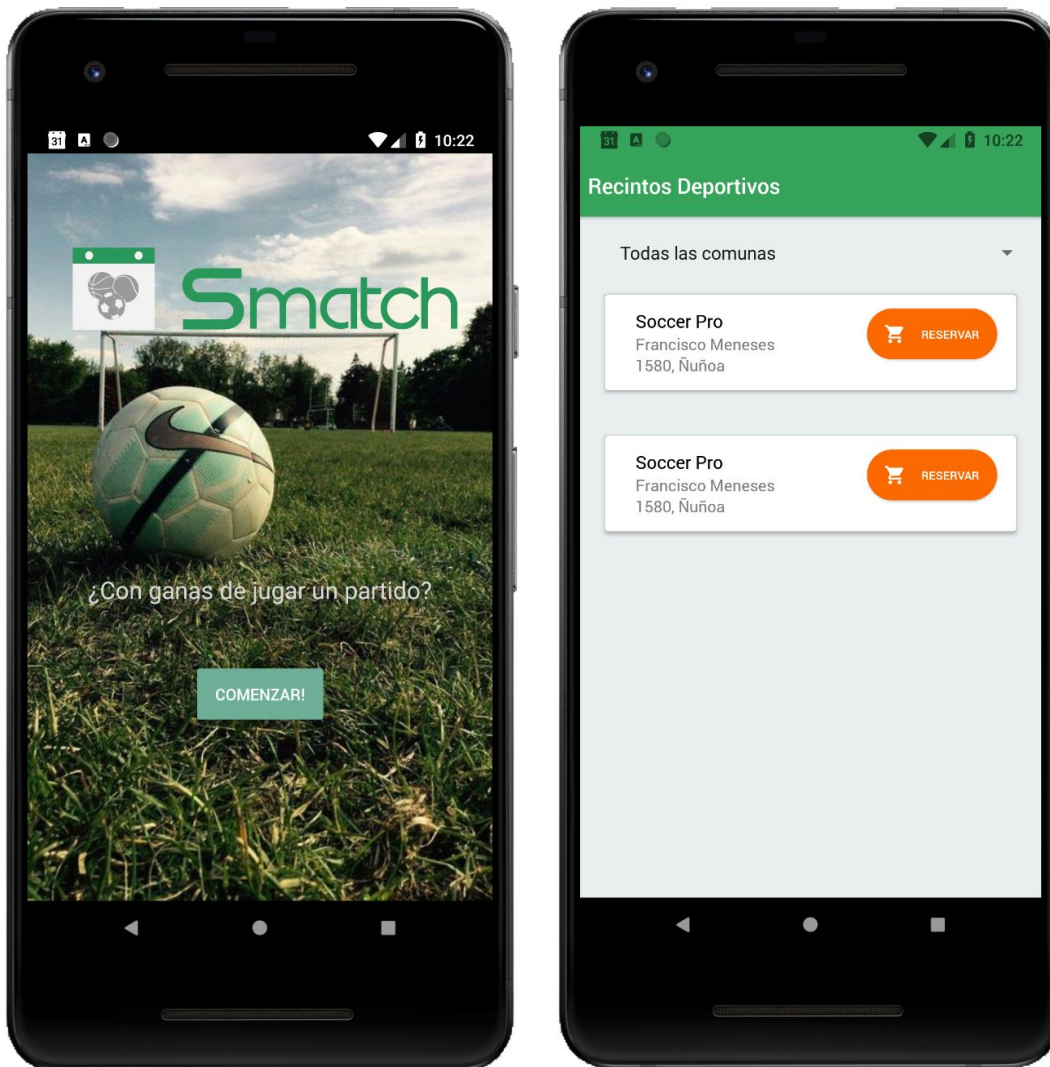 31 A 10:22
Smatch
¿Con ganas de jugar un partido?
COMENZAR!
31 A 10:22
Recintos Deportivos
Todas las comunas
Soccer Pro
Francisco Meneses
1580, Ñuñoa
RESERVAR
Soccer Pro
Francisco Meneses
1580, Ñuñoa
RESERVAR